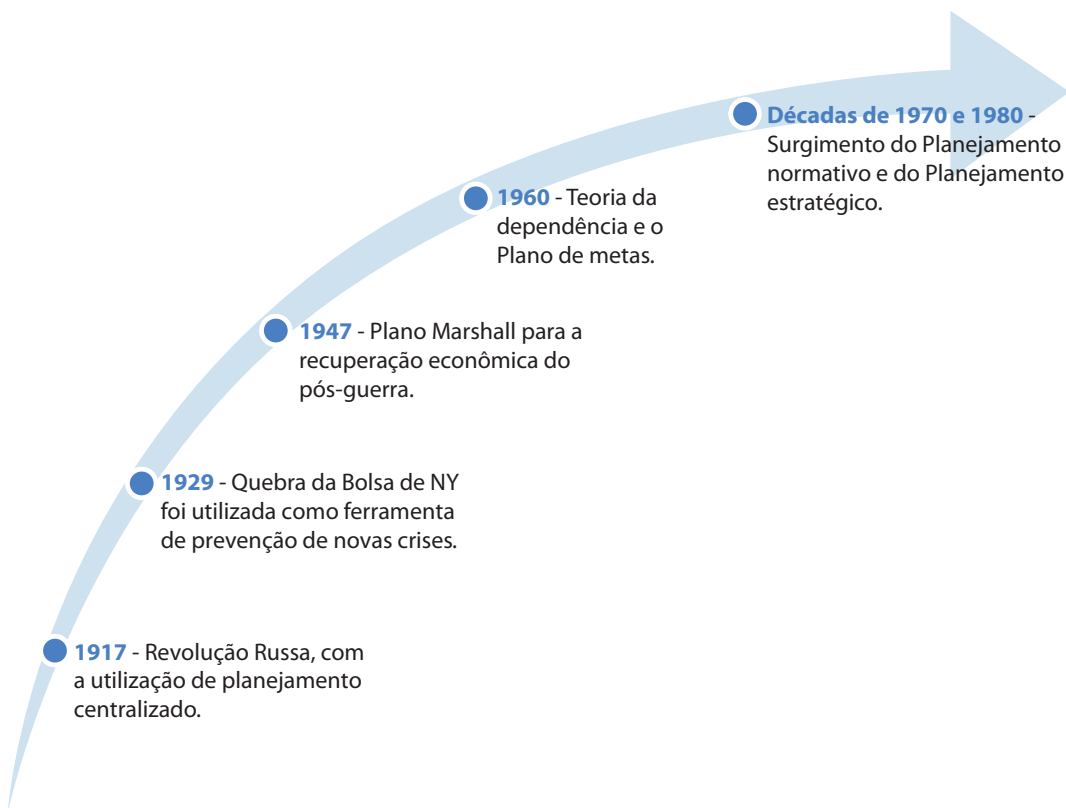 Décadas de 1970 e 1980 -
Surgimento do Planejamento
normativo e do Planejamento
estratégico.
1960 - Teoria da
dependência e o
Plano de metas.
1947 - Plano Marshall para a
recuperação econômica do
pós-guerra.
1929 - Quebra da Bolsa de NY
foi utilizada como ferramenta
de prevenção de novas crises.
1917 - Revolução Russa, com
a utilização de planejamento
centralizado.